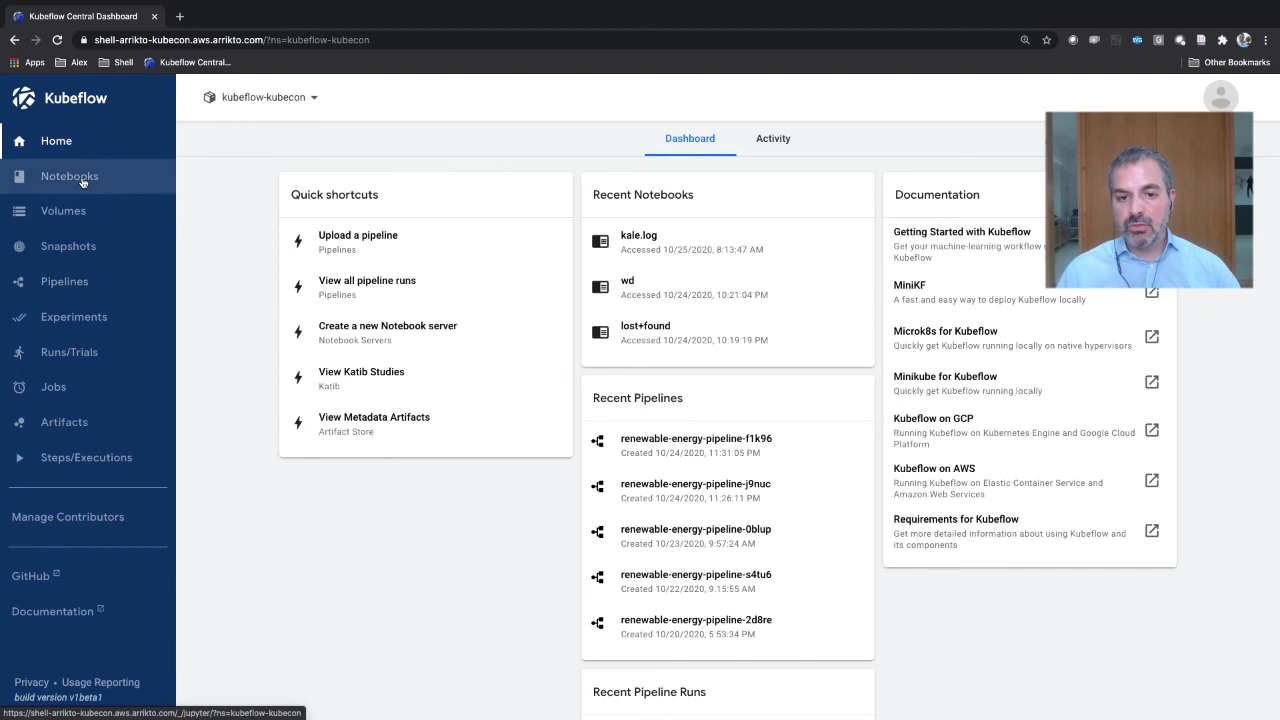 Kubeflow Central Dashboard
shell-arrikto-kubecon.aws.arrikto.com/?ns=kubeflow-kubecon
Apps
Alex
Shell
Kubeflow Central...
Other Bookmarks
Kubeflow
Home
Notebooks
Volumes
Snapshots
Pipelines
Experiments
Runs/Trials
Jobs
Artifacts
Steps/Executions
Manage Contributors
GitHub
Documentation
Privacy • Usage Reporting
build version v1beta1
https://shell-arrikto-kubecon.aws.arrikto.com/_/jupyter/?ns=kubeflow-kubecon
kubeflow-kubecon
Dashboard
Activity
Quick shortcuts
Upload a pipeline
Pipelines
View all pipeline runs
Pipelines
Create a new Notebook server
Notebook Servers
View Katib Studies
Katib
View Metadata Artifacts
Artifact Store
Recent Notebooks
kale.log
Accessed 10/25/2020, 8:13:47 AM
wd
Accessed 10/24/2020, 10:21:04 PM
lost+found
Accessed 10/24/2020, 10:19:19 PM
Recent Pipelines
renewable-energy-pipeline-f1k96
Created 10/24/2020, 11:31:05 PM
renewable-energy-pipeline-j9nuc
Created 10/24/2020, 11:26:11 PM
renewable-energy-pipeline-0blup
Created 10/23/2020, 9:57:24 AM
renewable-energy-pipeline-s4tu6
Created 10/22/2020, 9:15:55 AM
renewable-energy-pipeline-2d8re
Created 10/20/2020, 5:53:34 PM
Recent Pipeline Runs
Documentation
Getting Started with Kubeflow
Get your machine-learning workflow
Kubeflow
MiniKF
A fast and easy way to deploy Kubeflow locally
Microk8s for Kubeflow
Quickly get Kubeflow running locally on native hypervisors
Minikube for Kubeflow
Quickly get Kubeflow running locally
Kubeflow on GCP
Running Kubeflow on Kubernetes Engine and Google Cloud
Platform
Kubeflow on AWS
Running Kubeflow on Elastic Container Service and
Amazon Web Services
Requirements for Kubeflow
Get more detailed information about using Kubeflow and
its components